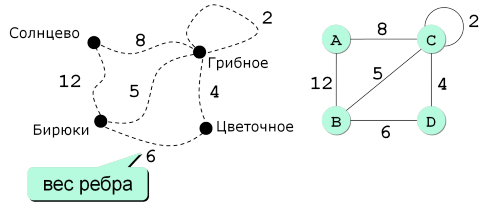 2
Солнцево
8
Грибное
12
5
4
Бирюки
Цветочное
6
вес ребра
A
8
C
2
12
5
4
B
6
D